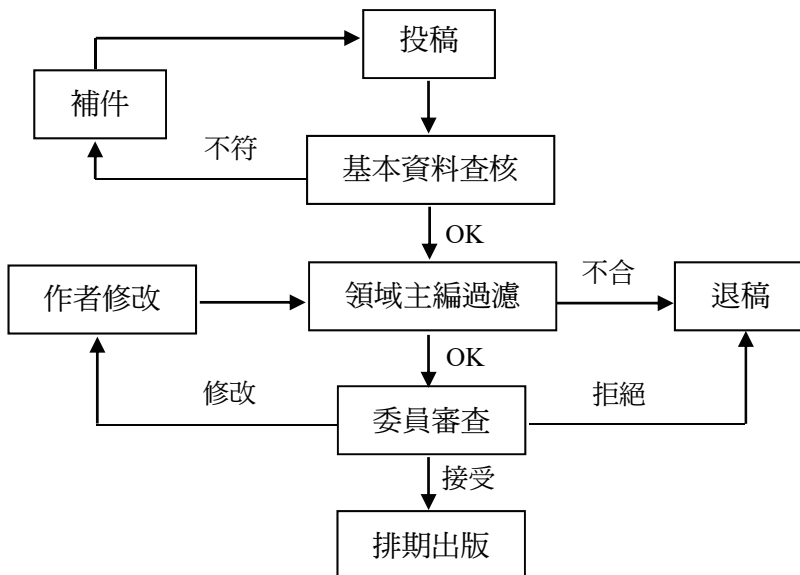 投稿
補件
不符
基本資料查核
OK
不合
作者修改
領域主編過濾
退稿
OK
修改
拒絕
委員審查
接受
排期出版